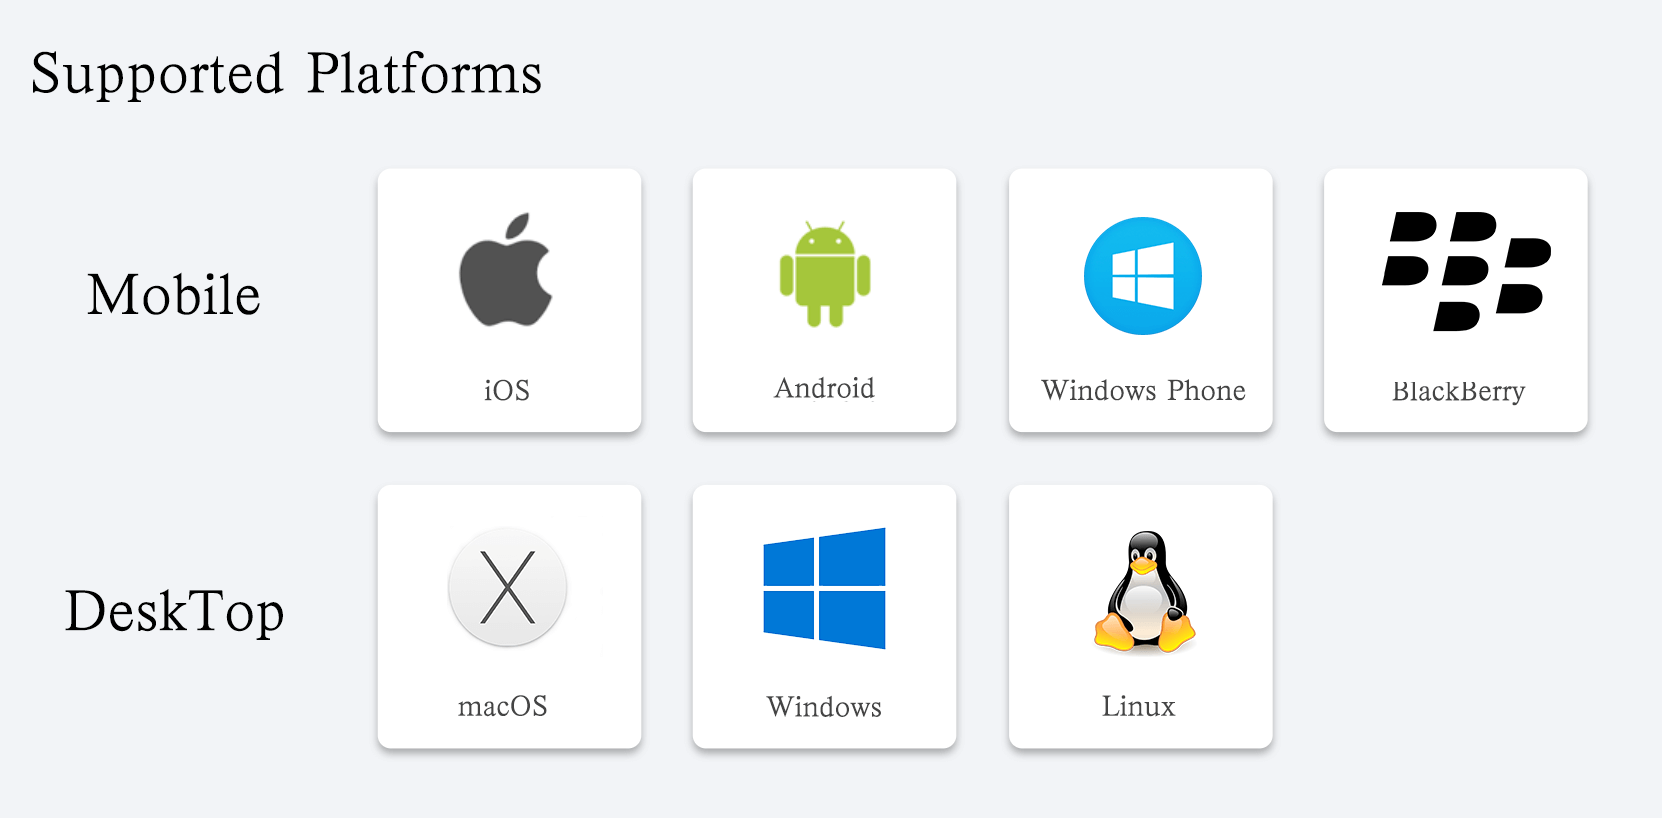 Supported Platforms
Mobile
iOS
Android
Windows Phone
BlackBerry
DeskTop
macOS
Windows
Linux